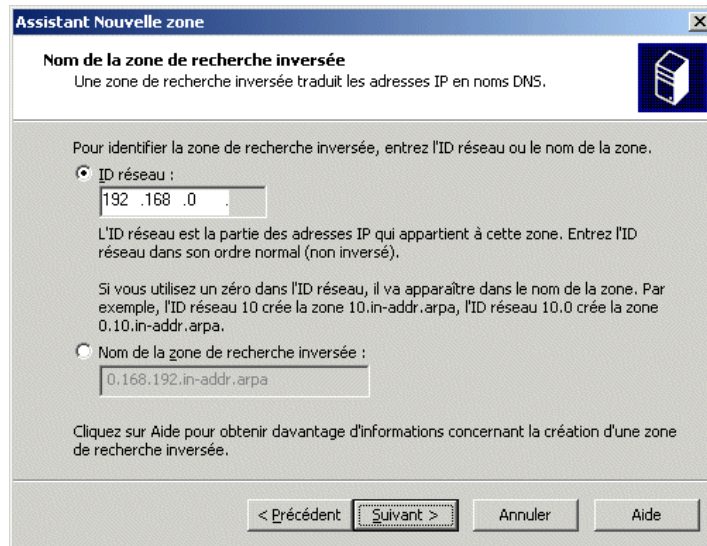 Assistant Nouvelle zone
Nom de la zone de recherche inversée
Une zone de recherche inversée traduit les adresses IP en noms DNS.
Pour identifier la zone de recherche inversée, entrez l'ID réseau ou le nom de la zone.
ID réseau :
192 .168 .0 .
L'ID réseau est la partie des adresses IP qui appartient à cette zone. Entrez l'ID
réseau dans son ordre normal (non inversé).
Si vous utilisez un zéro dans l'ID réseau, il va apparaître dans le nom de la zone. Par
exemple, l'ID réseau 10 crée la zone 10.in-addr.arpa, l'ID réseau 10.0 crée la zone
0.10.in-addr.arpa.
Nom de la zone de recherche inversée :
0.168.192.in-addr.arpa
Cliquez sur Aide pour obtenir davantage d'informations concernant la création d'une zone
de recherche inversée.
< Précédent Suivant > Annuler Aide